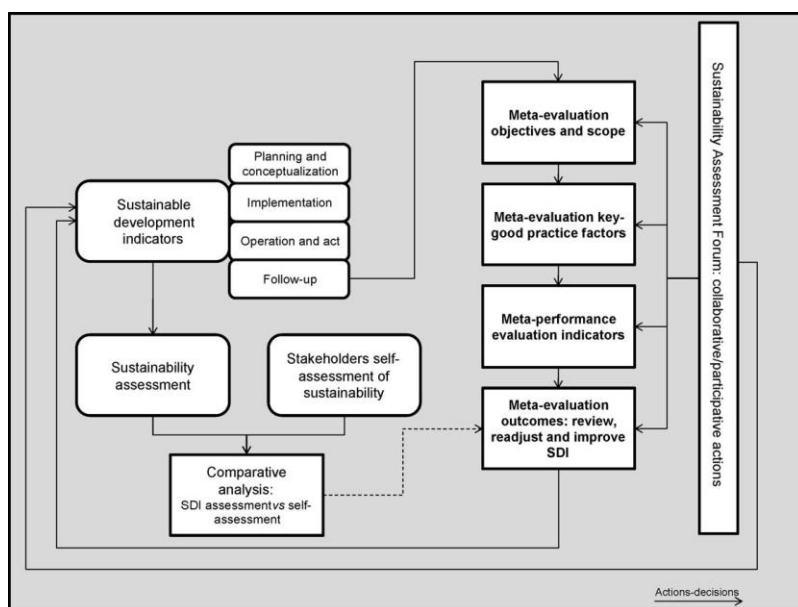 Planning and
conceptualization
Implementation
Operation and act
Follow-up
Sustainable
development
indicators
Sustainability
assessment
Stakeholders self-
assessment of
sustainability
Comparative
analysis:
SDI assessmentvs self-
assessment
Meta-evaluation
objectives and scope
Meta-evaluation key-
good practice factors
Meta-performance
evaluation indicators
Meta-evaluation
outcomes: review,
readjust and improve
SDI
Sustainability Assessment Forum: collaborative/participative actions
Actions-decisions